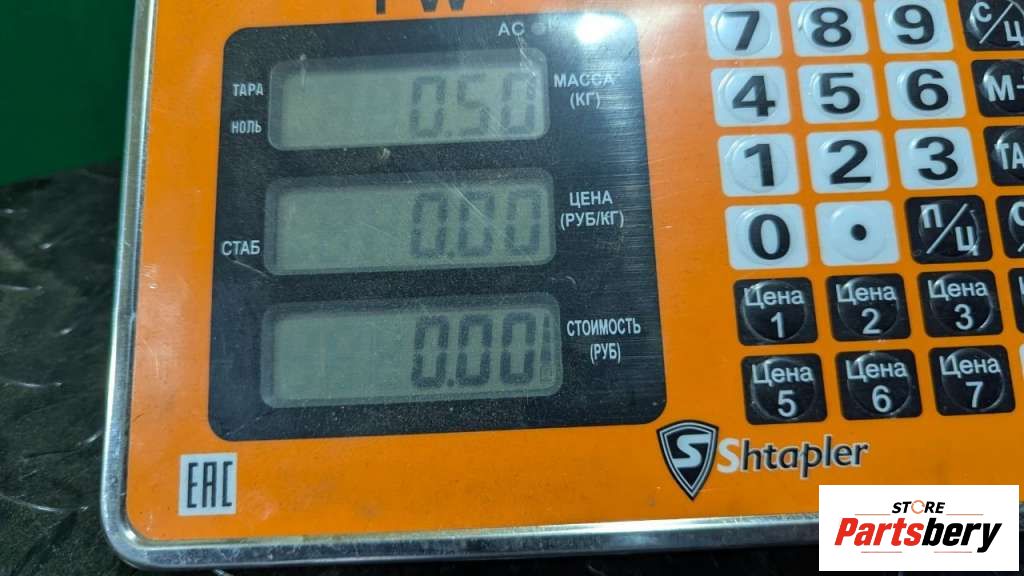 PW
AC
ТАРА
НОЛЬ
0.50
МАССА
(КГ)
СТАБ
0.00
ЦЕНА
(РУБ/КГ)
0.00
СТОИМОСТЬ
(РУБ)
7 8 9 С/Ц
4 5 6
1 2 3
0 . П/Ц
Цена 1
Цена 2
Цена 3
Цена 5
Цена 6
Цена 7
S Shtapler
EAC
STORE
Partsbery